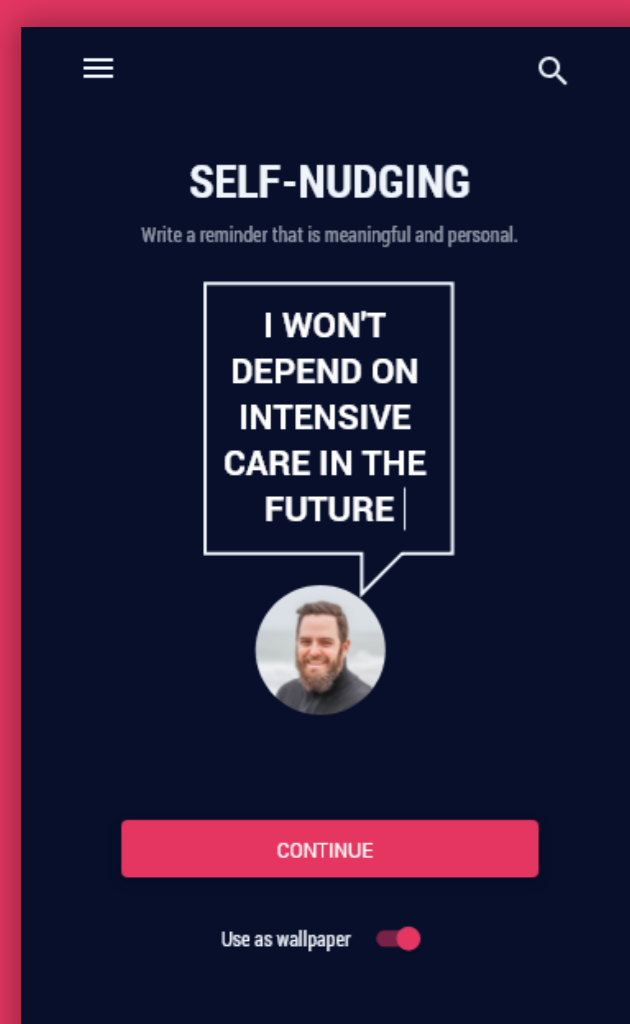 SELF-NUDGING
Write a reminder that is meaningful and personal.
I WON'T
DEPEND ON
INTENSIVE
CARE IN THE
FUTURE
CONTINUE
Use as wallpaper